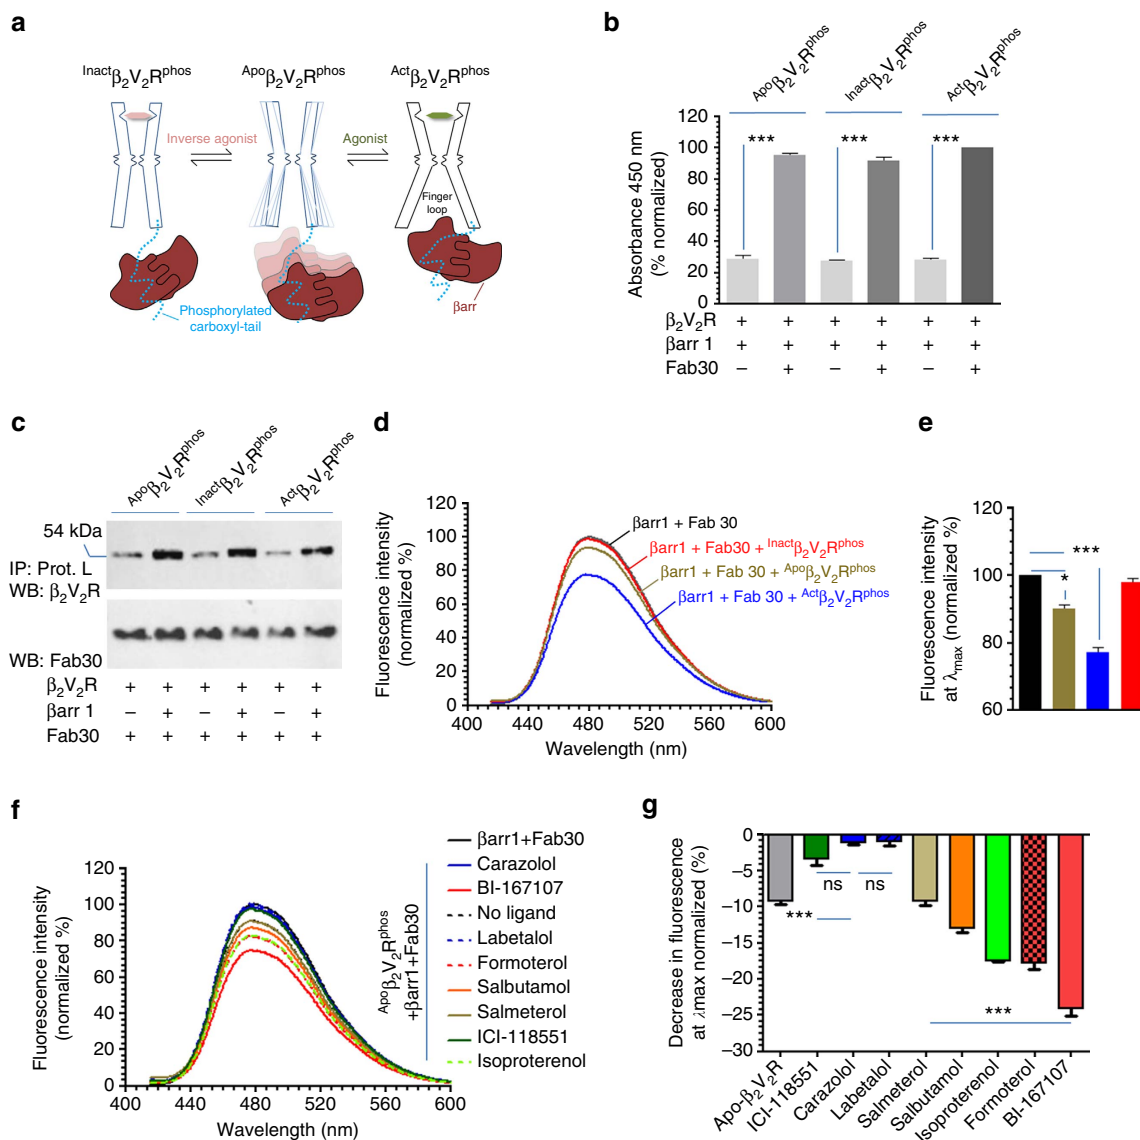 a
Inactβ2V2Rphos
Apoβ2V2Rphos
Actβ2V2Rphos
Inverse agonist
Agonist
Finger
loop
Phosphorylated
carboxyl-tail
βarr
b
Apoβ2V2Rphos
Inactβ2V2Rphos
Actβ2V2Rphos
*** *** ***
Absorbance 450 nm
(% normalized)
120
100
80
60
40
20
0
β2V2R + + + + + +
βarr 1 + + + + + +
Fab30 – + – + – +
c
Apoβ2V2Rphos
Inactβ2V2Rphos
Actβ2V2Rphos
54 kDa
IP: Prot. L
WB: β2V2R
WB: Fab30
β2V2R + + + + + +
βarr 1 – + – + – +
Fab30 + + + + + +
d
Fluorescence intensity
(normalized %)
120
100
80
60
40
20
0
400 440 480 520 560 600
Wavelength (nm)
βarr1 + Fab 30
βarr1 + Fab30 + Inactβ2V2Rphos
βarr1 + Fab 30 + Apoβ2V2Rphos
βarr1 + Fab 30 + Actβ2V2Rphos
e
Fluorescence intensity
at λmax (normalized %)
120
100
80
60
***
*
f
Fluorescence intensity
(normalized %)
120
100
80
60
40
20
0
400 440 480 520 560 600
Wavelength (nm)
βarr1+Fab30
Carazolol
BI-167107
No ligand
Labetalol
Formoterol
Salbutamol
Salmeterol
ICI-118551
Isoproterenol
Apoβ2V2Rphos
+βarr1+Fab30
g
Decrease in fluorescence
at λmax normalized (%)
0
−5
−10
−15
−20
−25
−30
ns ns
***
***
Apo-β2V2R
ICI-118551
Carazolol
Labetalol
Salmeterol
Salbutamol
Isoproterenol
Formoterol
BI-167107